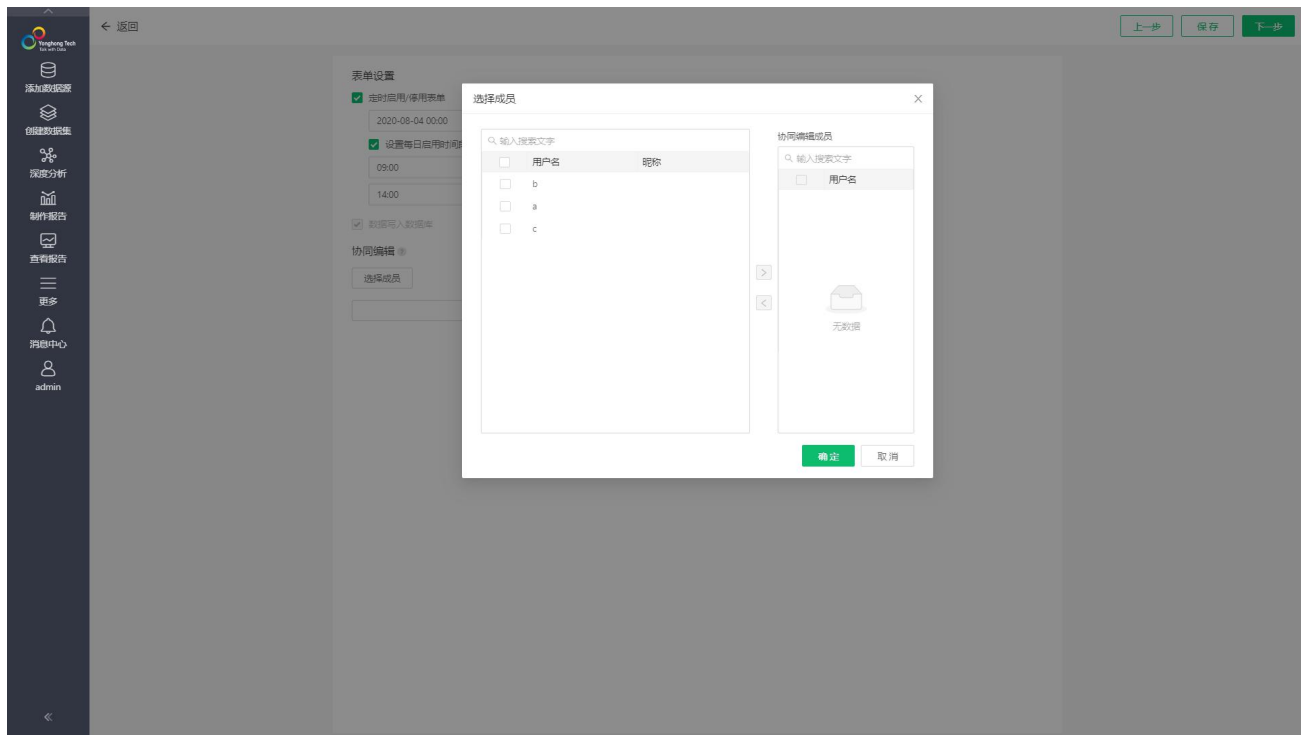 返回
上一步
保存
下一步
Yonghong Tech
Talk with Data
添加数据源
创建数据集
深度分析
制作报告
查看报告
更多
消息中心
admin
表单设置
定时启用/停用表单
2020-08-04 00:00
设置每日启用时间
09:00
14:00
数据写入数据库
协同编辑
选择成员
选择成员
输入搜索文字
用户名 昵称
b
a
c
协同编辑成员
输入搜索文字
用户名
无数据
确定
取消